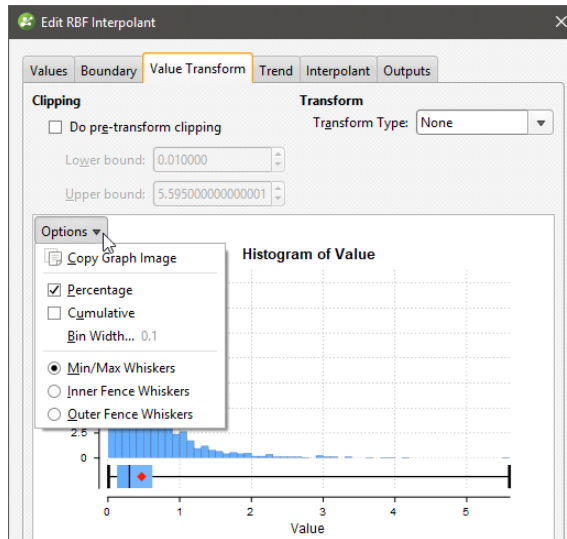 Edit RBF Interpolant
Values Boundary Value Transform Trend Interpolant Outputs
Clipping Transform
Do pre-transform clipping Transform Type: None
Lower bound: 0.010000
Upper bound: 5.595000000000001
Options
Copy Graph Image
Histogram of Value
Percentage
Cumulative
Bin Width... 0.1
Min/Max Whiskers
Inner Fence Whiskers
Outer Fence Whiskers
2.5
0
0 1 2 3 4 5
Value